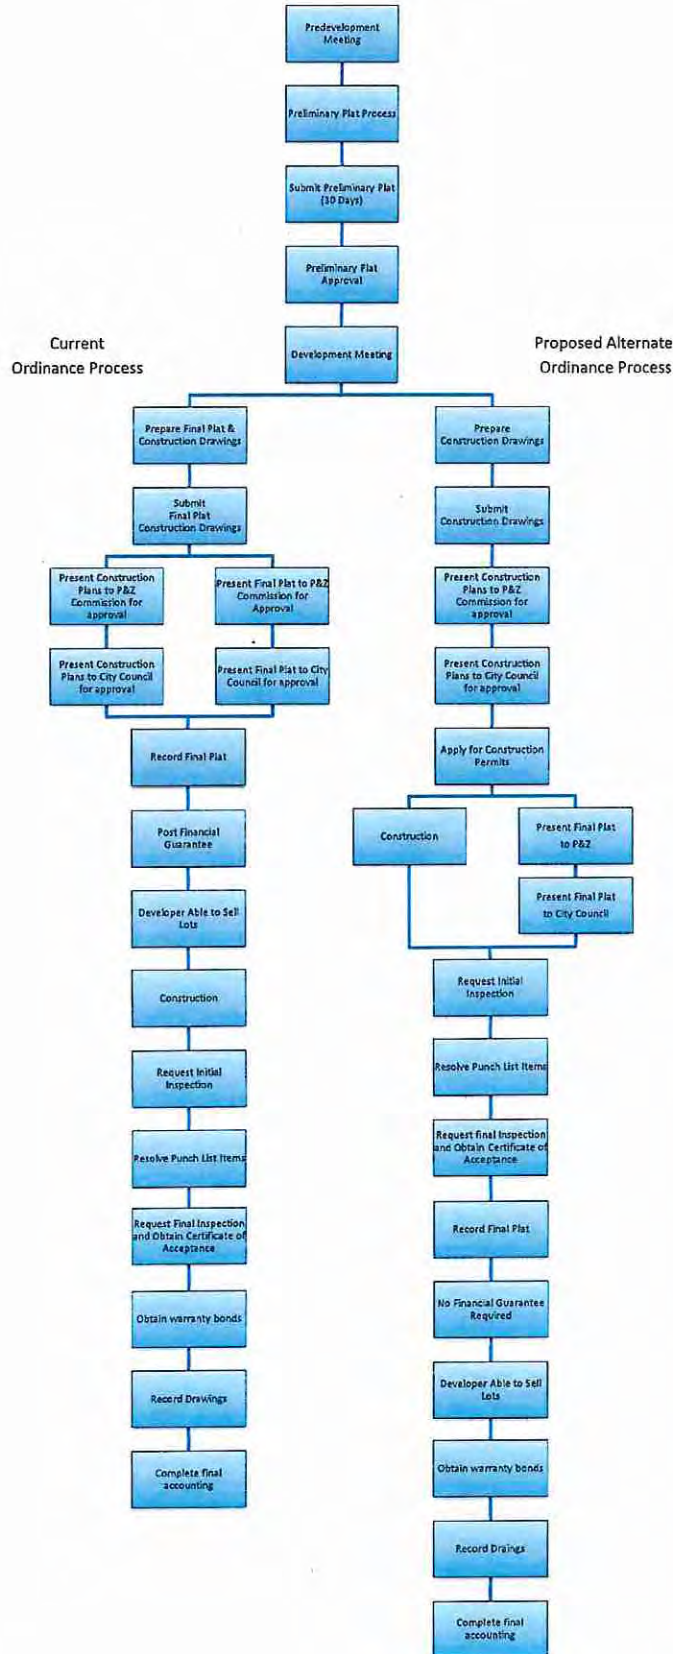 Predevelopment
Meeting
Preliminary Plat Process
Submit Preliminary Plat
(30 Days)
Preliminary Plat
Approval
Development Meeting
Current
Ordinance Process
Prepare Final Plat &
Construction Drawings
Submit
Final Plat
Construction Drawings
Present Construction
Plans to P&Z
Commission for
approval
Present Final Plat to P&Z
Commission for
Approval
Present Construction
Plans to City Council
for approval
Present Final Plat to City
Council for approval
Record Final Plat
Post Financial
Guarantee
Developer Able to Sell
Lots
Construction
Request Initial
Inspection
Resolve Punch List Items
Request Final Inspection
and Obtain Certificate of
Acceptance
Obtain warranty bonds
Record Drawings
Complete final
accounting
Proposed Alternate
Ordinance Process
Prepare
Construction Drawings
Submit
Construction Drawings
Present Construction
Plans to P&Z
Commission for
approval
Present Construction
Plans to City Council
for approval
Apply for Construction
Permits
Construction
Present Final Plat
to P&Z
Present Final Plat
to City Council
Request Initial
Inspection
Resolve Punch List Items
Request final Inspection
and Obtain Certificate of
Acceptance
Record Final Plat
No Financial Guarantee
Required
Developer Able to Sell
Lots
Obtain warranty bonds
Record Draings
Complete final
accounting